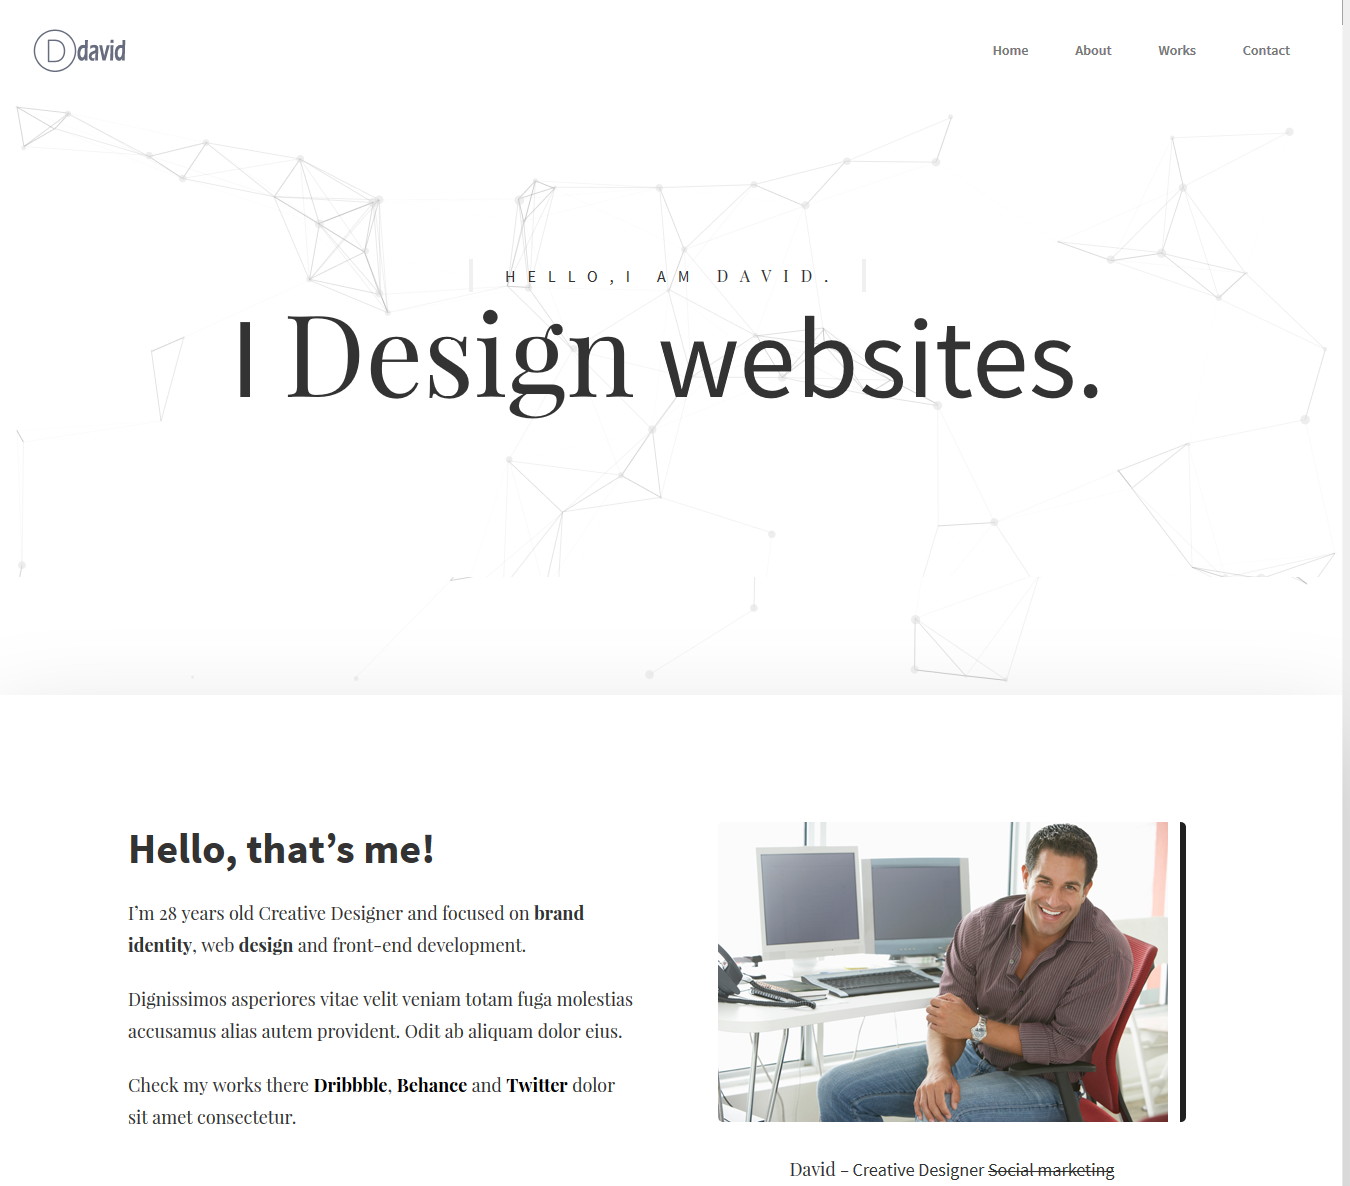 D david
Home About Works Contact
HELLO, I AM DAVID.
I Design websites.
Hello, that’s me!
I’m 28 years old Creative Designer and focused on brand
identity, web design and front-end development.
Dignissimos asperiores vitae velit veniam totam fuga molestias
accusamus alias autem provident. Odit ab aliquam dolor eius.
Check my works there Dribbble, Behance and Twitter dolor
sit amet consectetur.
David – Creative Designer Social marketing